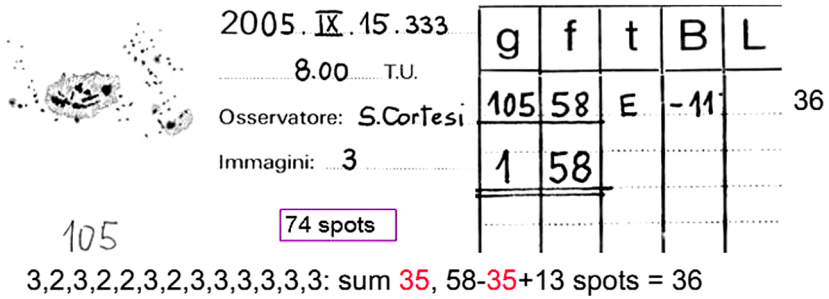 2005.IX.15.333
8.00 T.U.
Osservatore: S.Cortesi
Immagini: 3
g f t B L
105 58 E -11 36
1 58
105
74 spots
3,2,3,2,2,3,2,3,3,3,3,3,3: sum 35, 58-35+13 spots = 36